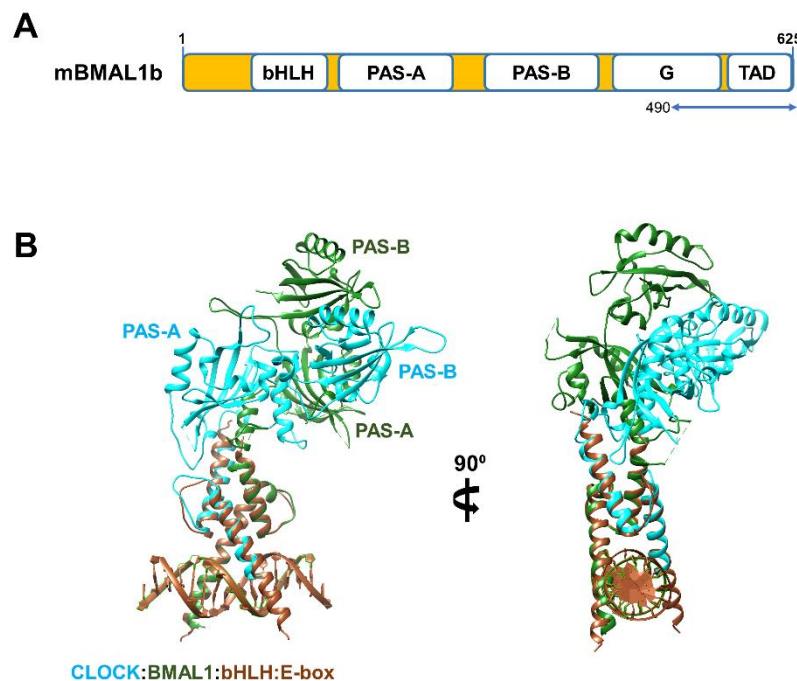 A
1
625
mBMAL1b
bHLH
PAS-A
PAS-B
G
TAD
490
B
PAS-B
PAS-A
PAS-B
PAS-A
90⁰
CLOCK:BMAL1:bHLH:E-box